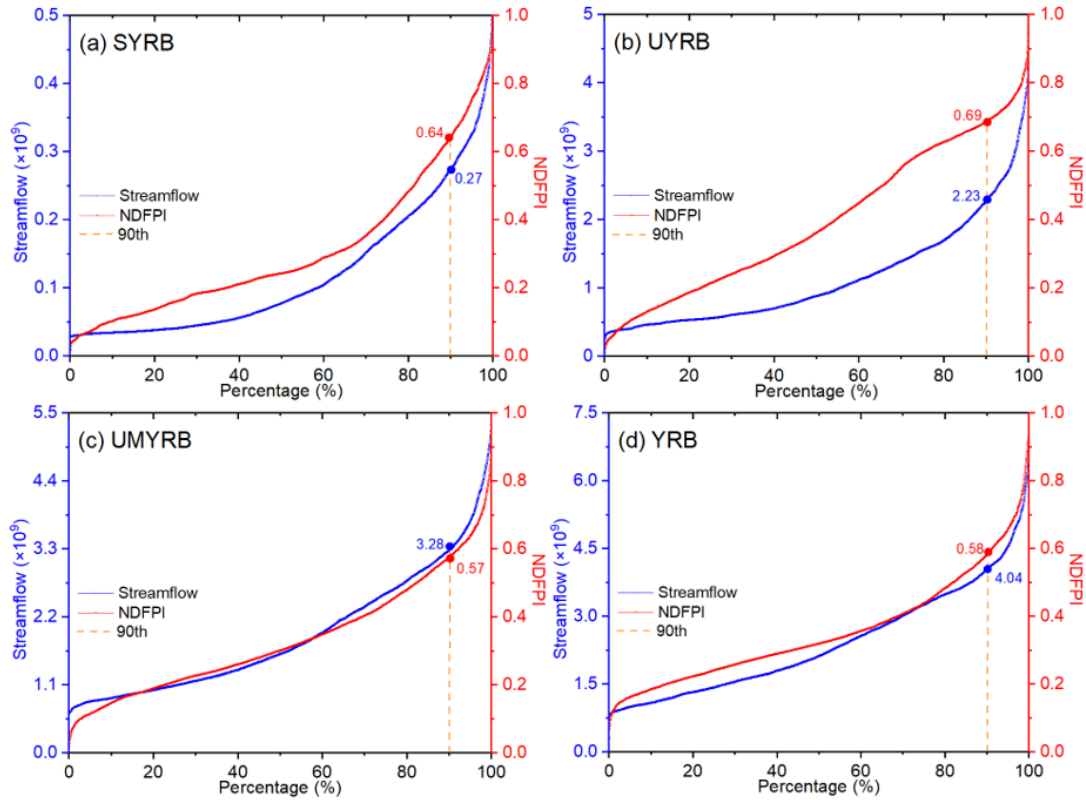 (a) SYRB
0.5
0.4
0.3
0.2
0.1
0.0
Streamflow (×10⁹)
1.0
0.8
0.6
0.4
0.2
0.0
NDFPI
0.64
0.27
Streamflow
NDFPI
90th
0 20 40 60 80 100
Percentage (%)
(b) UYRB
5
4
3
2
1
0
Streamflow (×10⁹)
1.0
0.8
0.6
0.4
0.2
0.0
NDFPI
0.69
2.23
Streamflow
NDFPI
90th
0 20 40 60 80 100
Percentage (%)
(c) UMYRB
5.5
4.4
3.3
2.2
1.1
0.0
Streamflow (×10⁹)
1.0
0.8
0.6
0.4
0.2
0.0
NDFPI
3.28
0.57
Streamflow
NDFPI
90th
0 20 40 60 80 100
Percentage (%)
(d) YRB
7.5
6.0
4.5
3.0
1.5
0.0
Streamflow (×10⁹)
1.0
0.8
0.6
0.4
0.2
0.0
NDFPI
0.58
4.04
Streamflow
NDFPI
90th
0 20 40 60 80 100
Percentage (%)